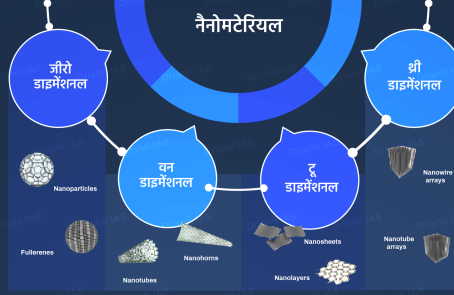 नैनोमटेरियल
जीरो
डाइमेंशनल
थ्री
डाइमेंशनल
वन
डाइमेंशनल
टू
डाइमेंशनल
Nanoparticles
Nanowire
arrays
Fullerenes
Nanohorns
Nanosheets
Nanotube
arrays
Nanotubes
Nanolayers